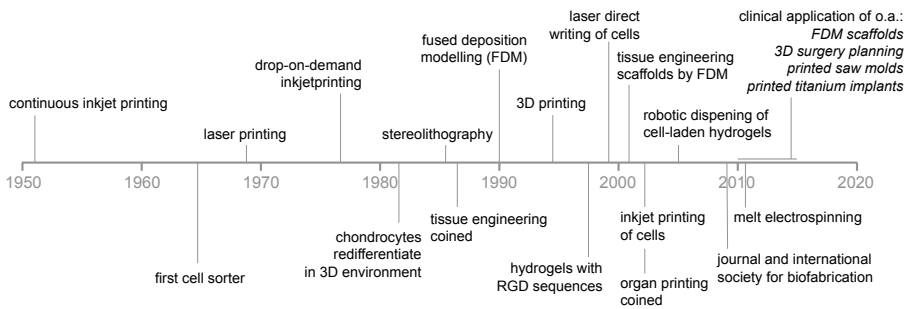 laser direct
writing of cells
clinical application of o.a.:
FDM scaffolds
3D surgery planning
printed saw molds
printed titanium implants
fused deposition
modelling (FDM)
tissue engineering
scaffolds by FDM
drop-on-demand
inkjetprinting
continuous inkjet printing
3D printing
robotic dispening of
cell-laden hydrogels
laser printing
stereolithography
1950 1960 1970 1980 1990 2000 2010 2020
chondrocytes
redifferentiate
in 3D environment
tissue engineering
coined
inkjet printing
of cells
melt electrospinning
first cell sorter
hydrogels with
RGD sequences
organ printing
coined
journal and international
society for biofabrication